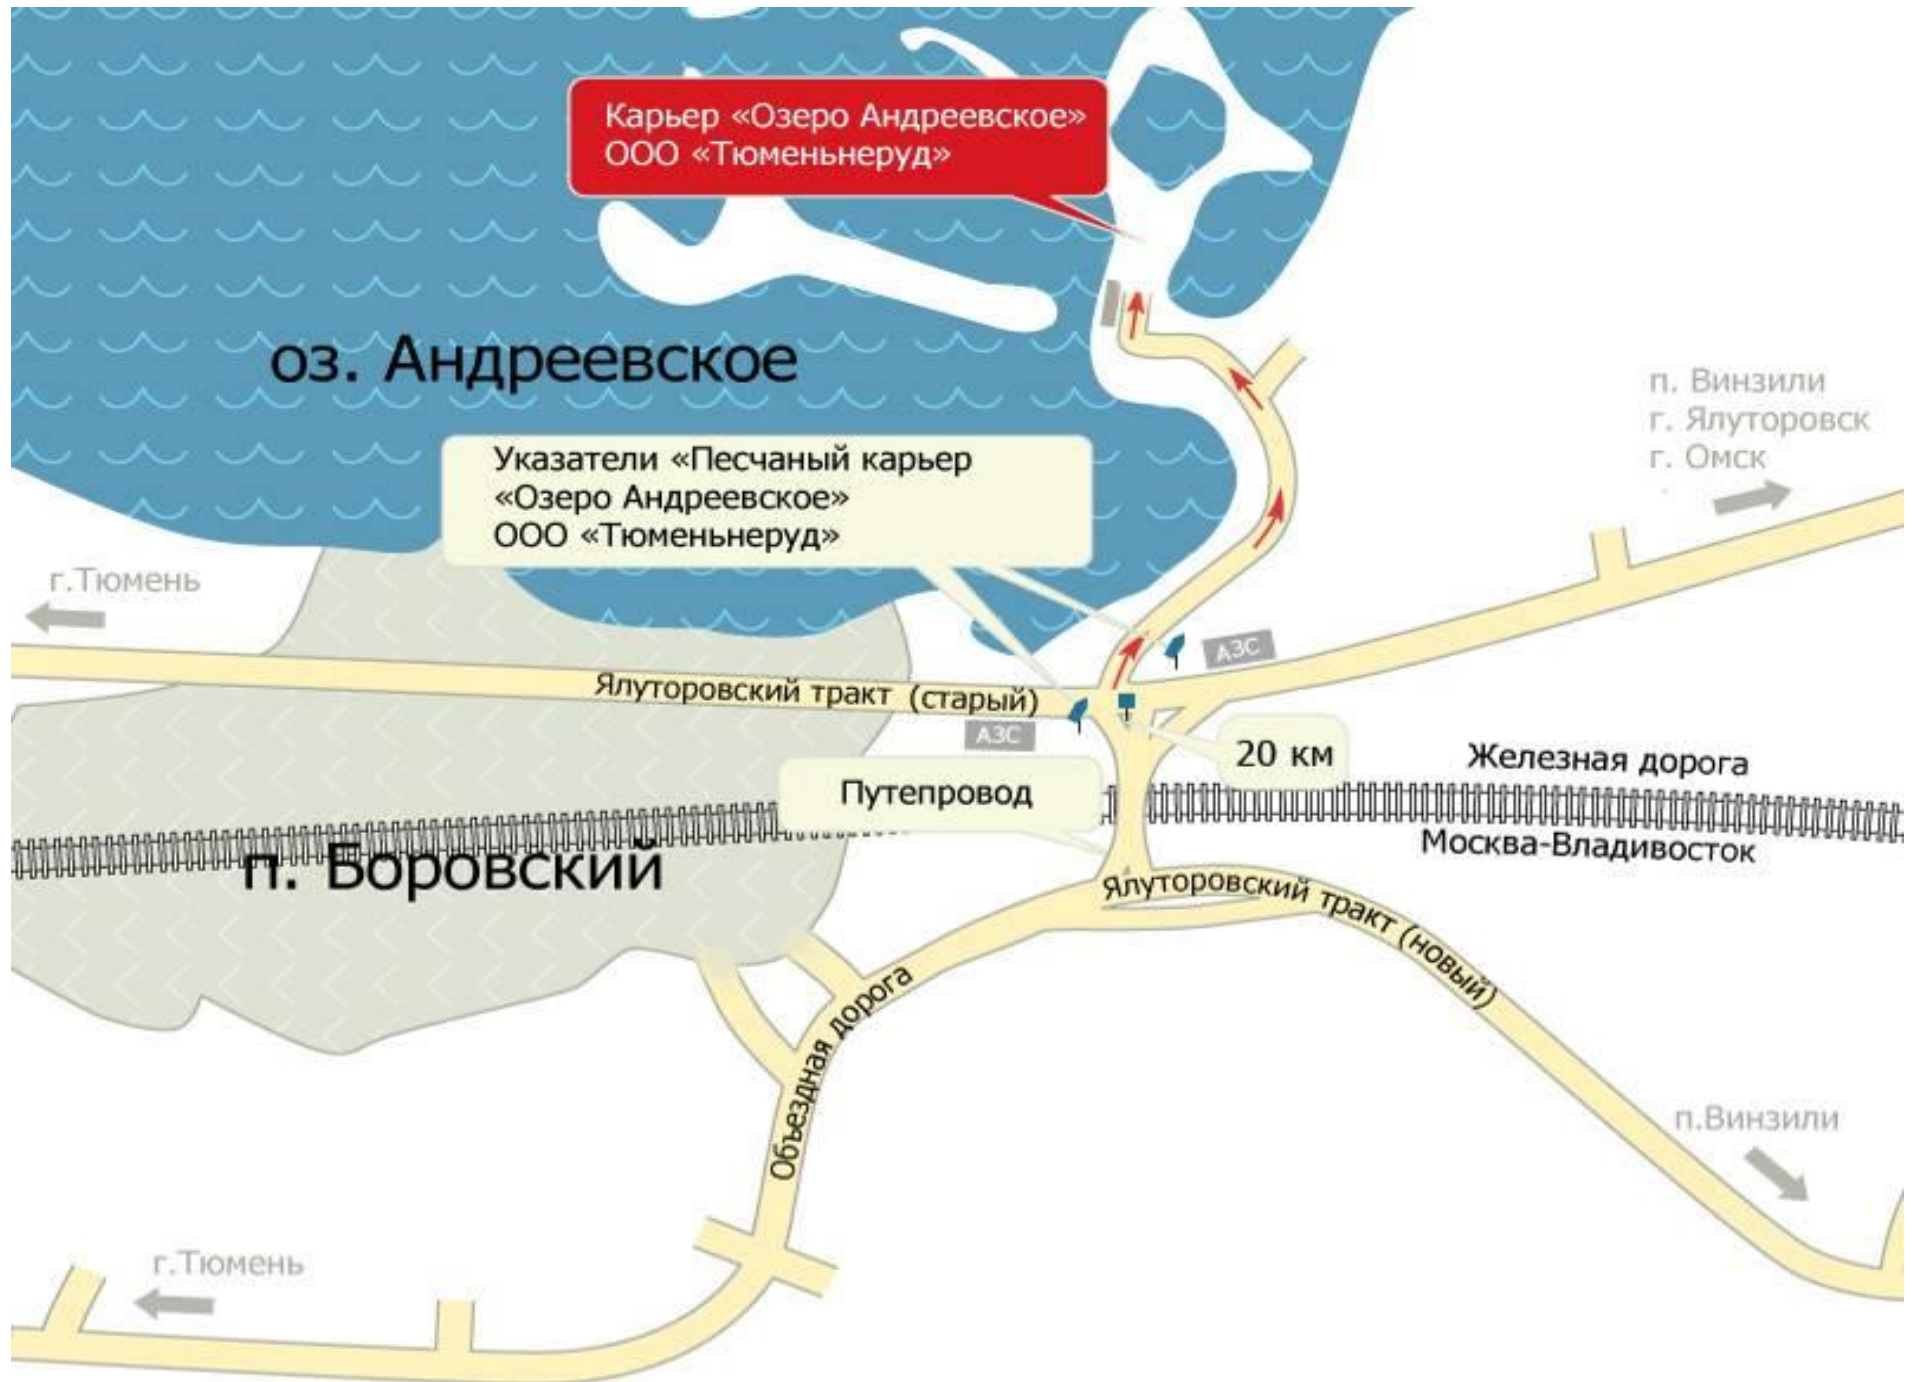 Карьер «Озеро Андреевское»
ООО «Тюменьнеруд»
оз. Андреевское
п. Винзили
г. Ялуторовск
г. Омск
Указатели «Песчаный карьер
«Озеро Андреевское»
ООО «Тюменьнеруд»
г.Тюмень
АЗС
Ялуторовский тракт (старый)
АЗС
20 км
Железная дорога
Путепровод
Москва-Владивосток
п. Боровский
Ялуторовский тракт (новый)
Объездная дорога
п.Винзили
г.Тюмень